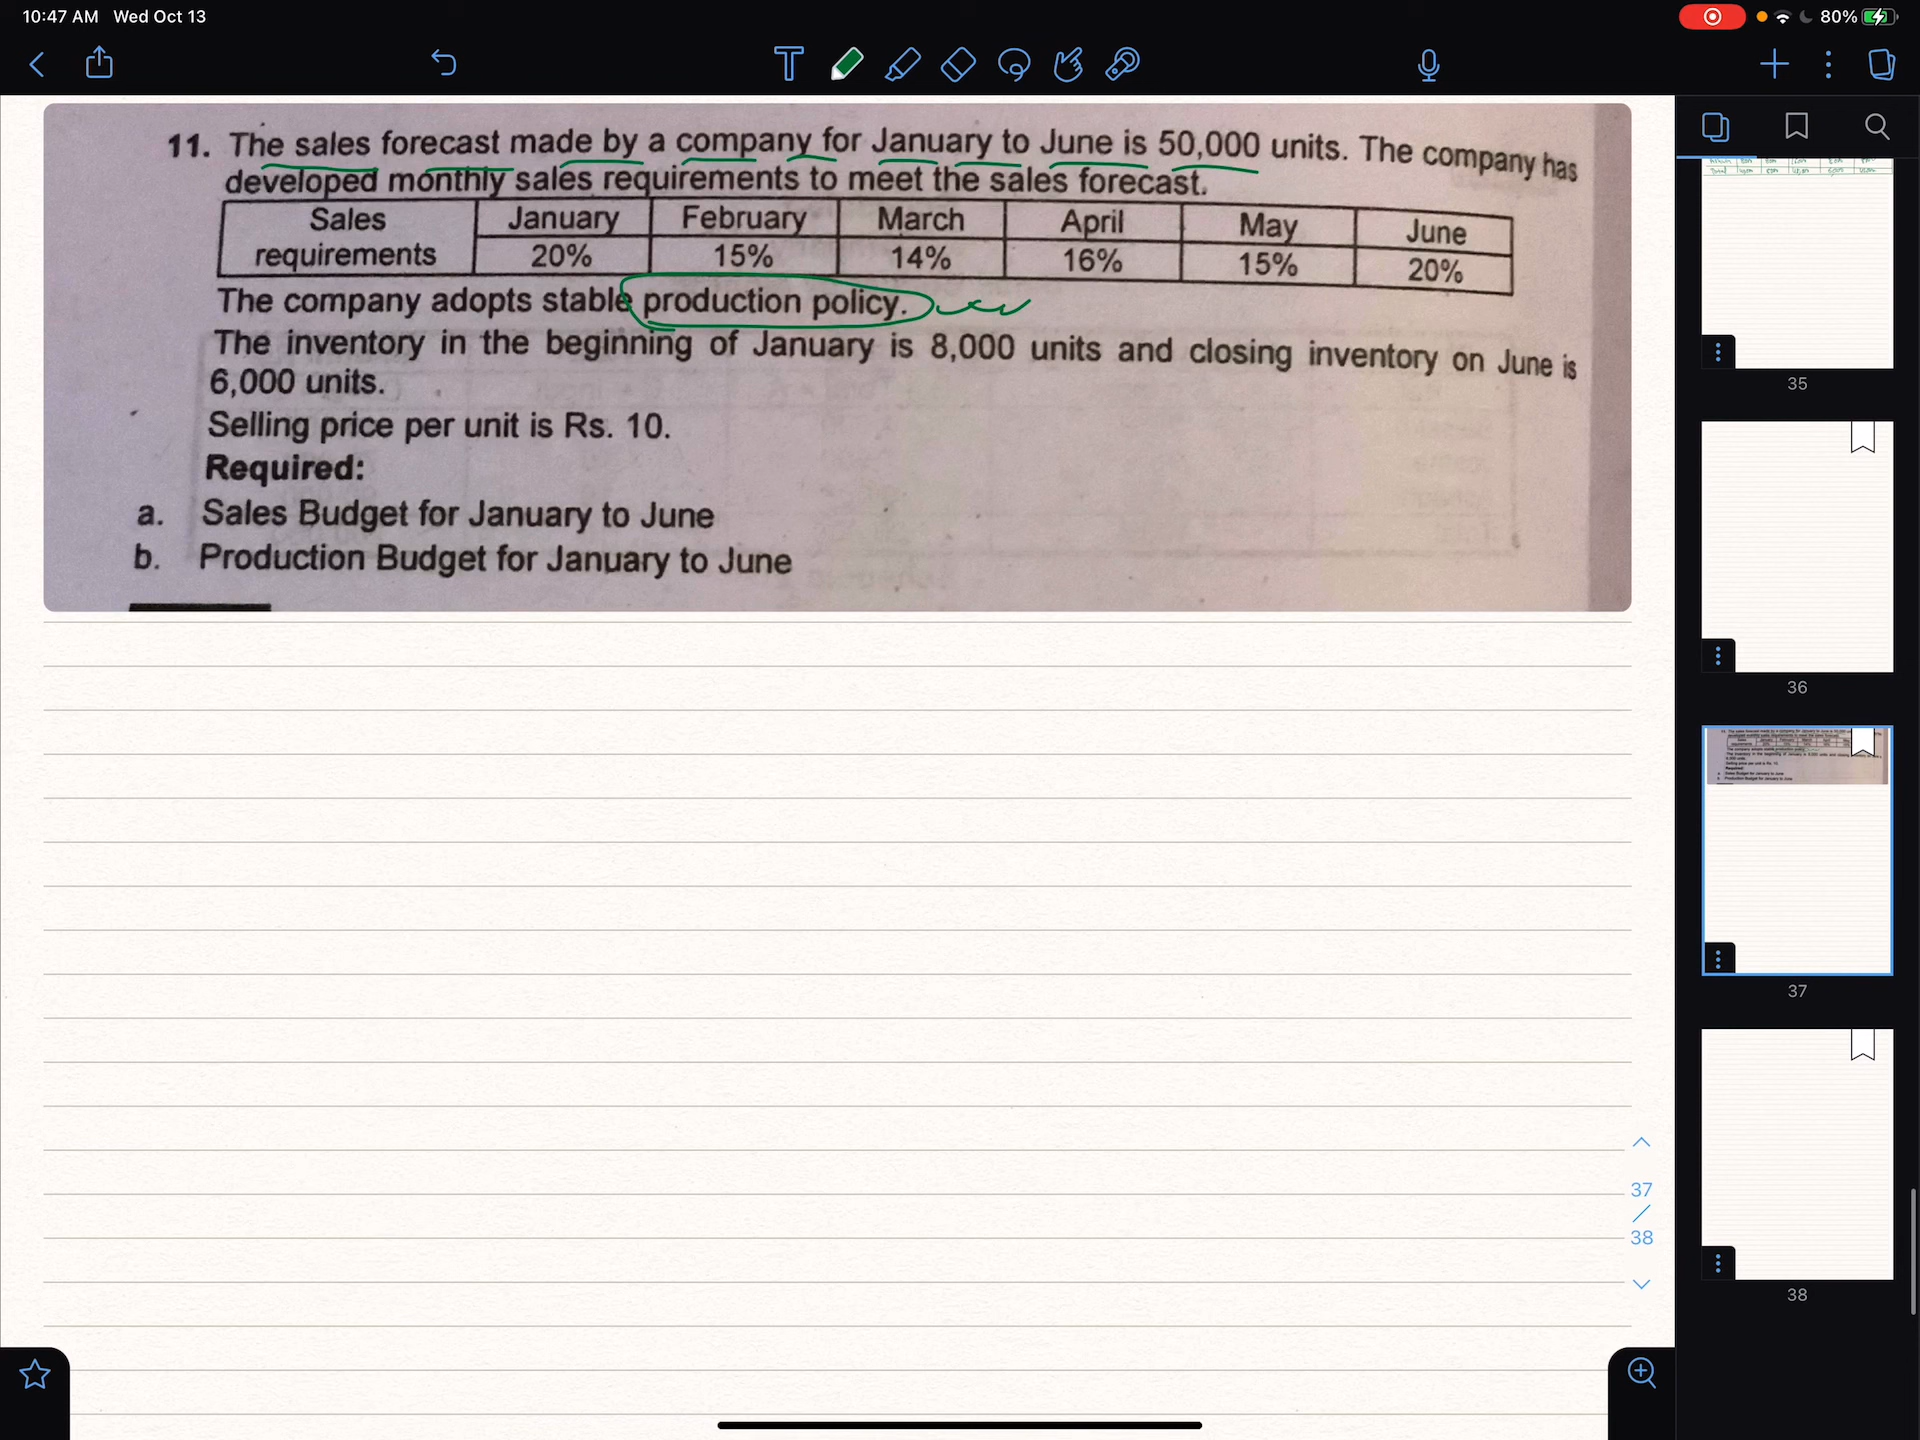 10:47 AM Wed Oct 13
80%
11. The sales forecast made by a company for January to June is 50,000 units. The company has
developed monthly sales requirements to meet the sales forecast.
Sales requirements January February March April May June
20% 15% 14% 16% 15% 20%
The company adopts stable production policy.
The inventory in the beginning of January is 8,000 units and closing inventory on June is
6,000 units.
Selling price per unit is Rs. 10.
Required:
a. Sales Budget for January to June
b. Production Budget for January to June
35
36
37
38
37
/
38